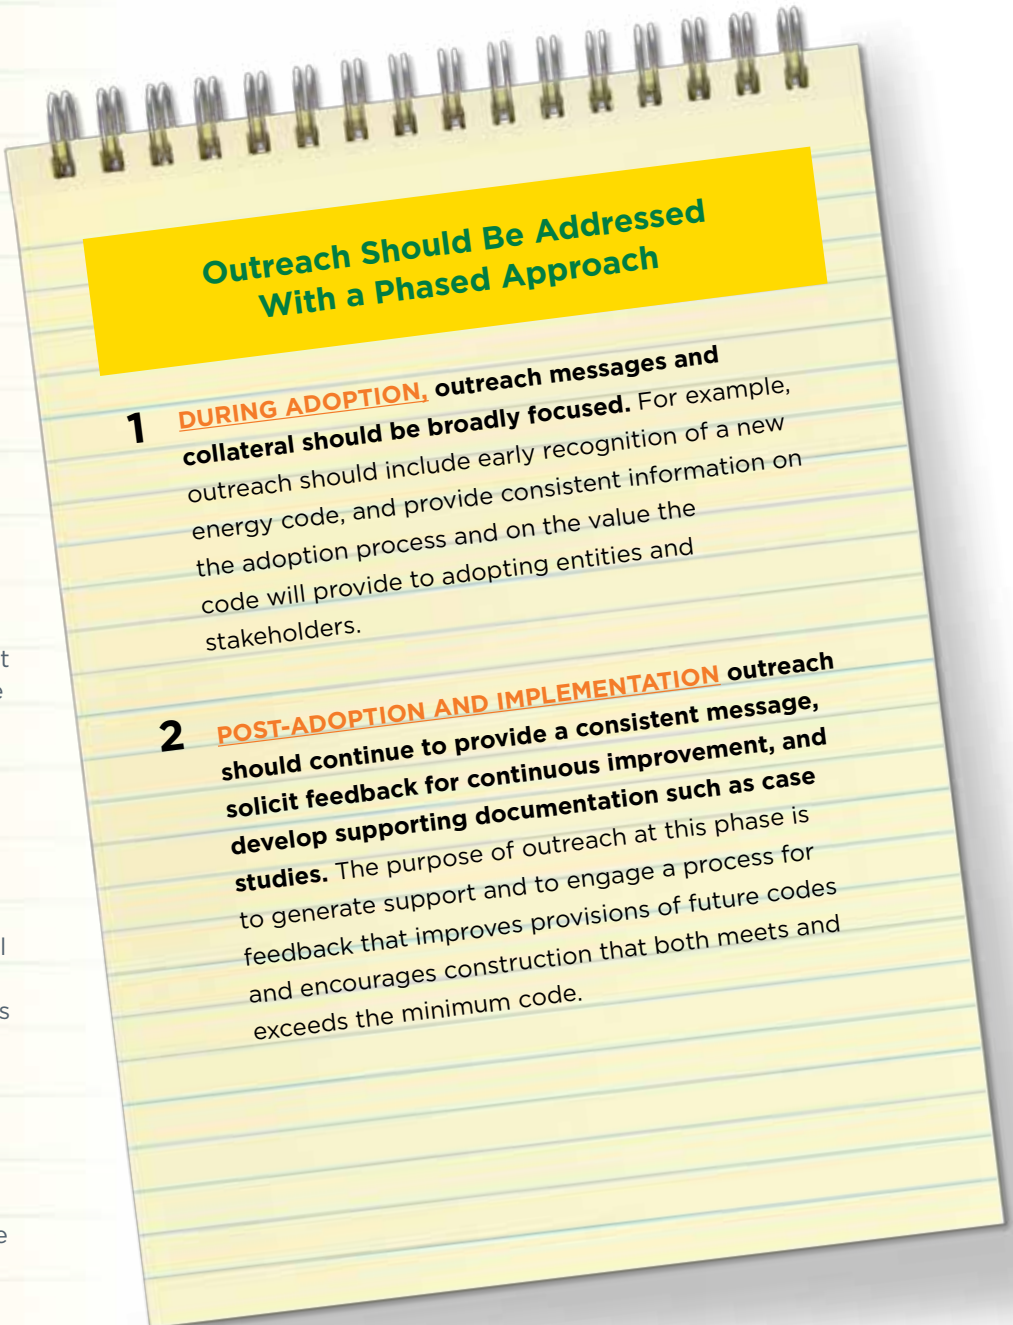 Outreach Should Be Addressed
With a Phased Approach
1 DURING ADOPTION, outreach messages and
collateral should be broadly focused. For example,
outreach should include early recognition of a new
energy code, and provide consistent information on
the adoption process and on the value the
code will provide to adopting entities and
stakeholders.
2 POST-ADOPTION AND IMPLEMENTATION outreach
should continue to provide a consistent message,
solicit feedback for continuous improvement, and
develop supporting documentation such as case
studies. The purpose of outreach at this phase is
to generate support and to engage a process for
feedback that improves provisions of future codes
and encourages construction that both meets and
exceeds the minimum code.